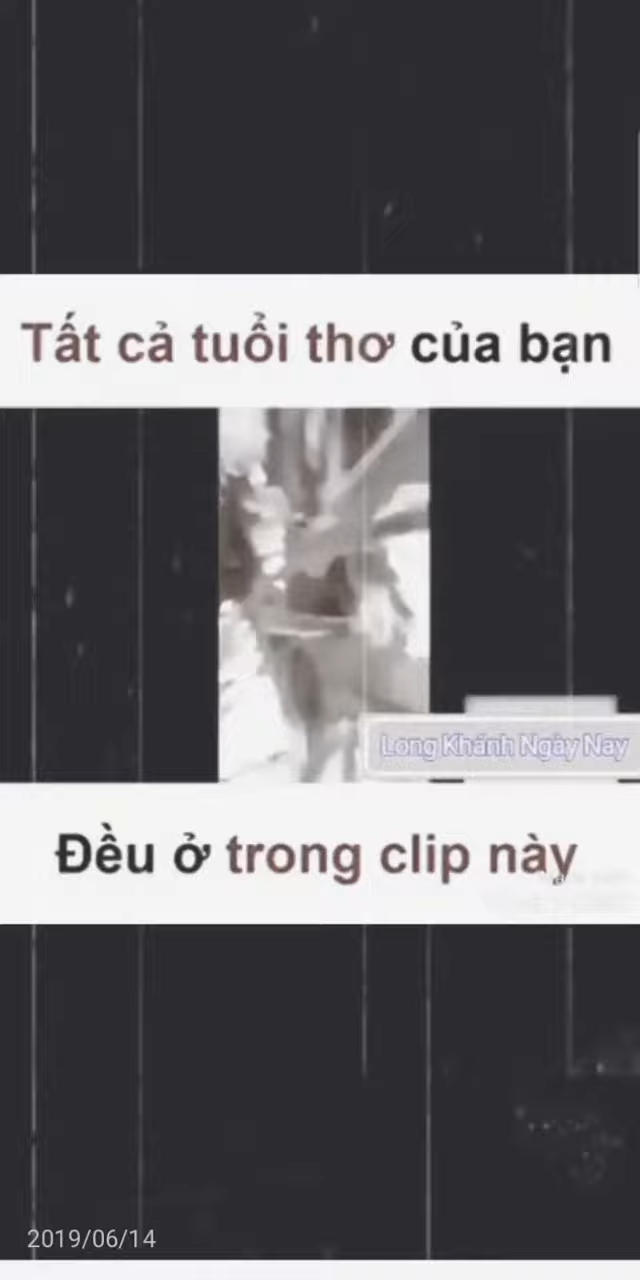 Tất cả tuổi thơ của bạn
Long Khánh Ngày Nay
Đều ở trong clip này
2019/06/14